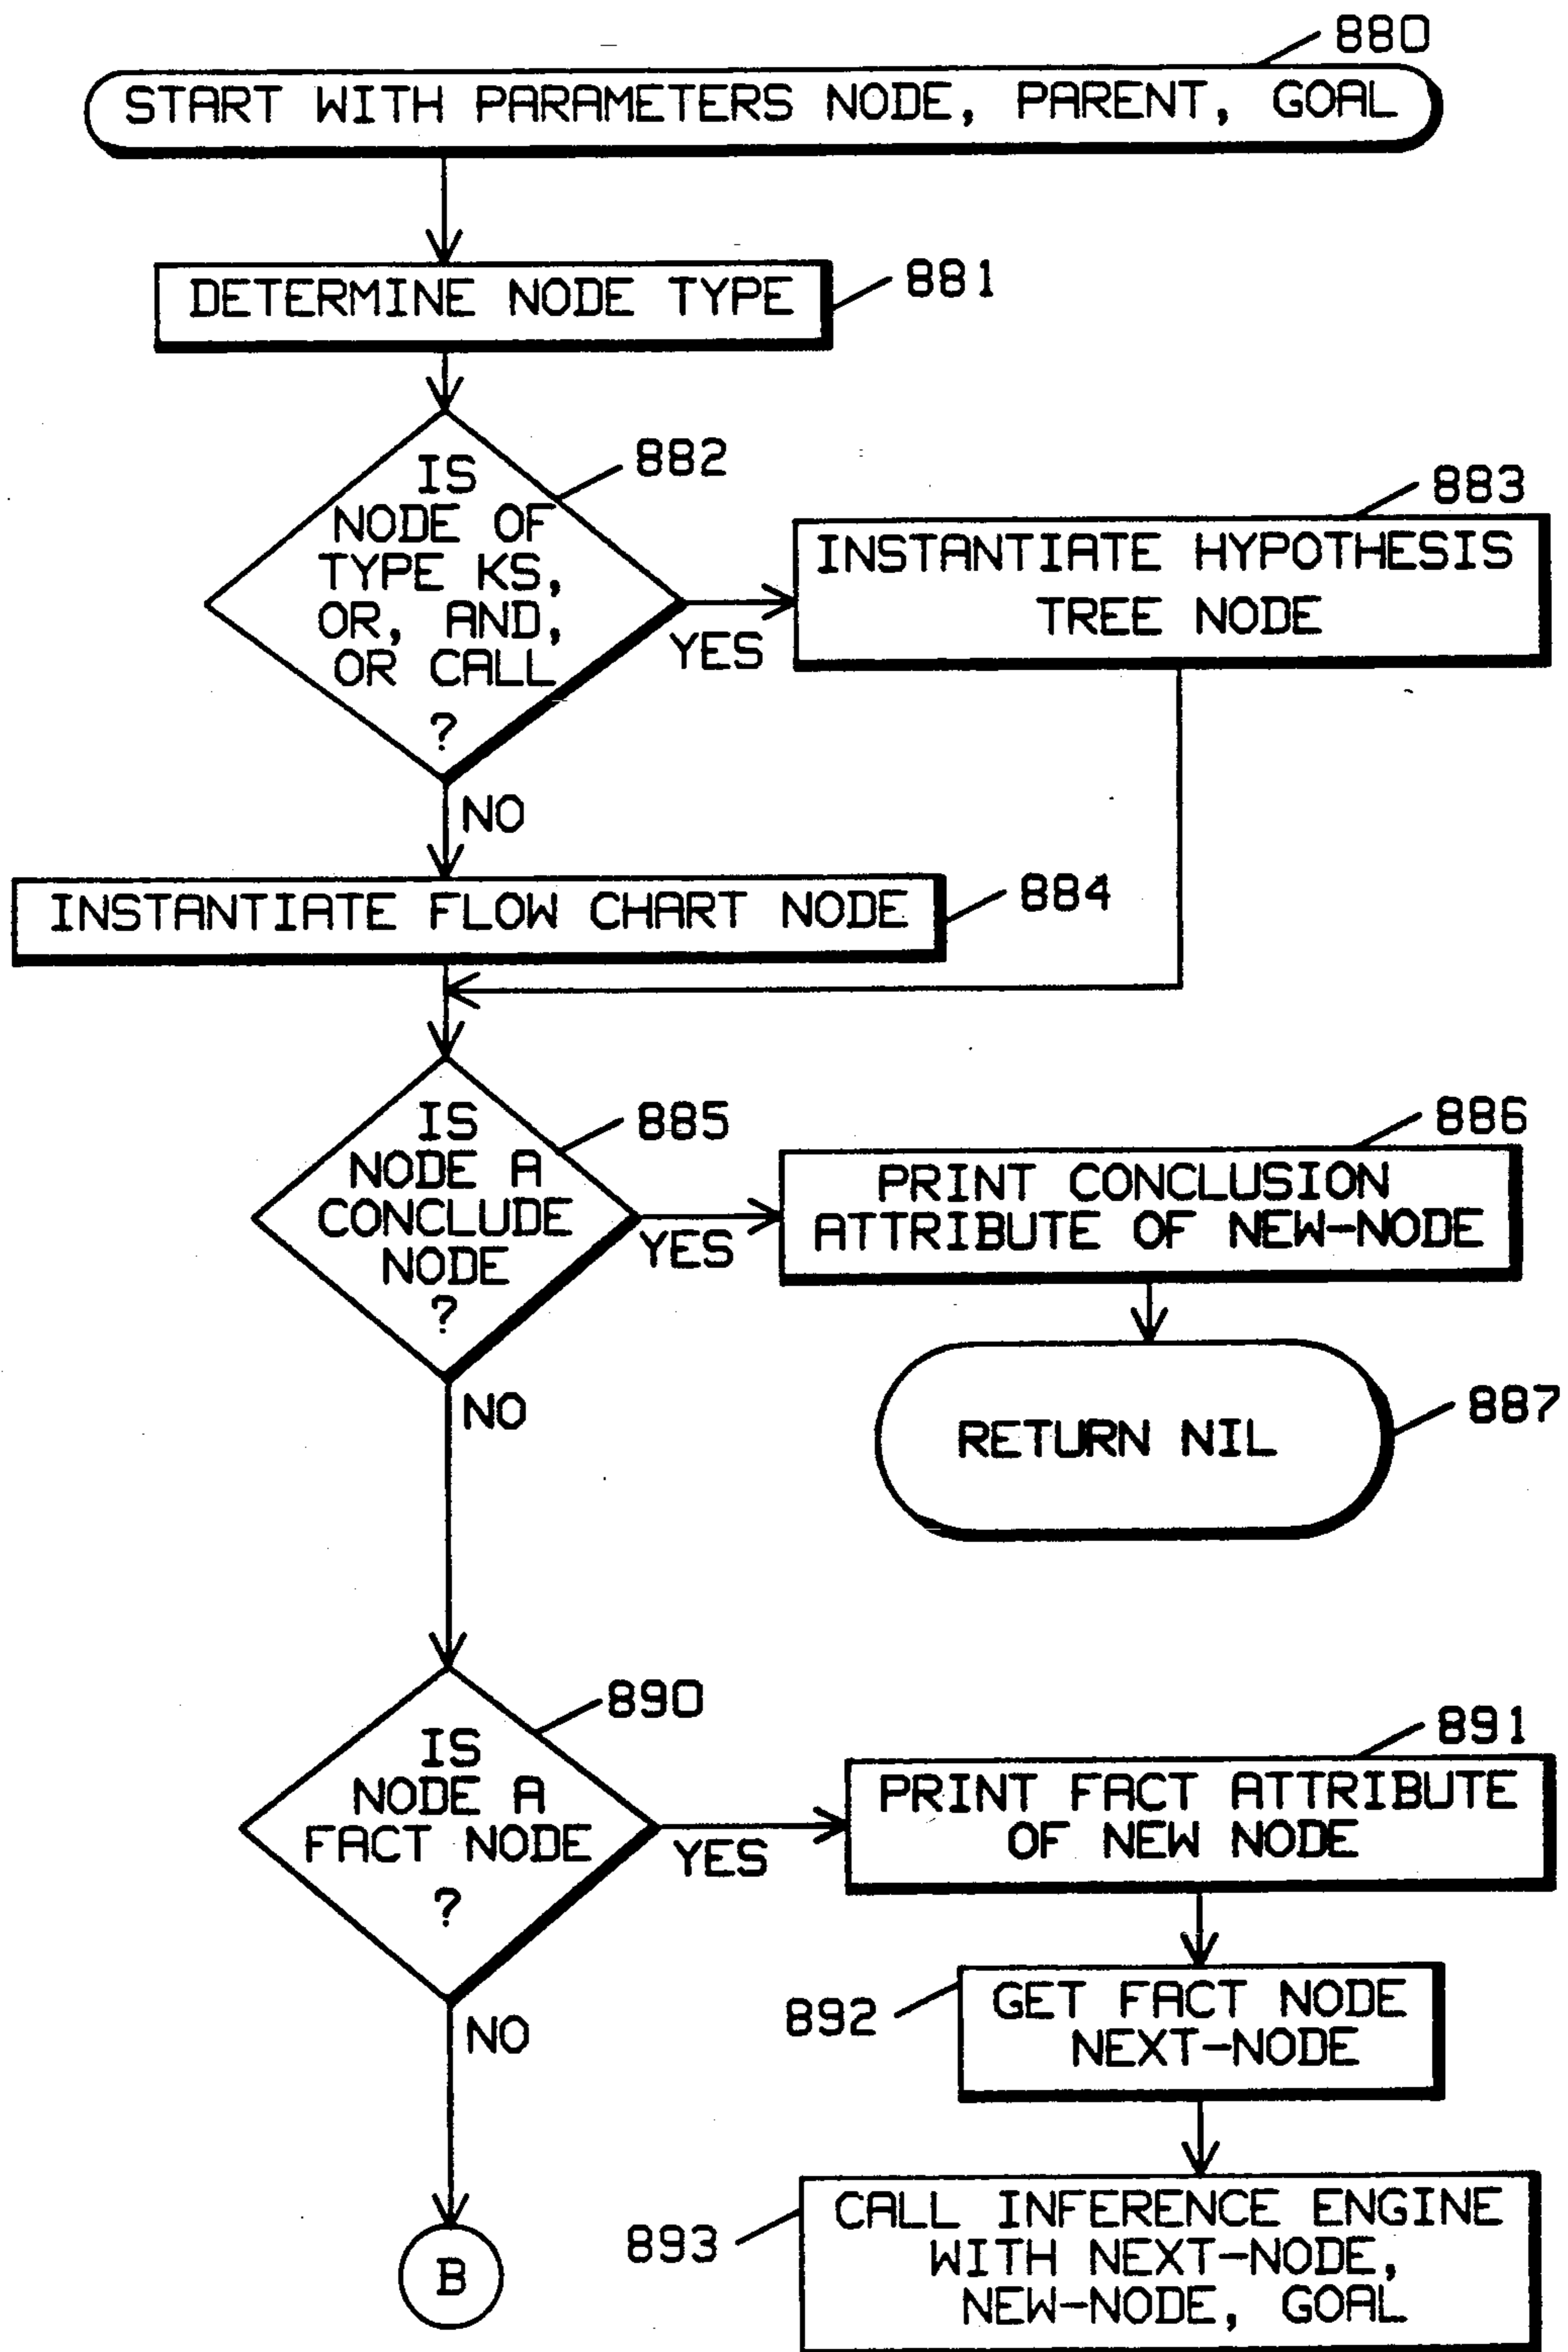 880
START WITH PARAMETERS NODE, PARENT, GOAL
DETERMINE NODE TYPE
881
IS
NODE OF
TYPE KS,
OR, AND,
OR CALL
?
882
YES
883
INSTANTIATE HYPOTHESIS
TREE NODE
NO
INSTANTIATE FLOW CHART NODE
884
IS
NODE A
CONCLUDE
NODE
?
885
YES
886
PRINT CONCLUSION
ATTRIBUTE OF NEW-NODE
RETURN NIL
887
NO
IS
NODE A
FACT NODE
?
890
YES
891
PRINT FACT ATTRIBUTE
OF NEW NODE
892
GET FACT NODE
NEXT-NODE
893
CALL INFERENCE ENGINE
WITH NEXT-NODE,
NEW-NODE, GOAL
NO
B